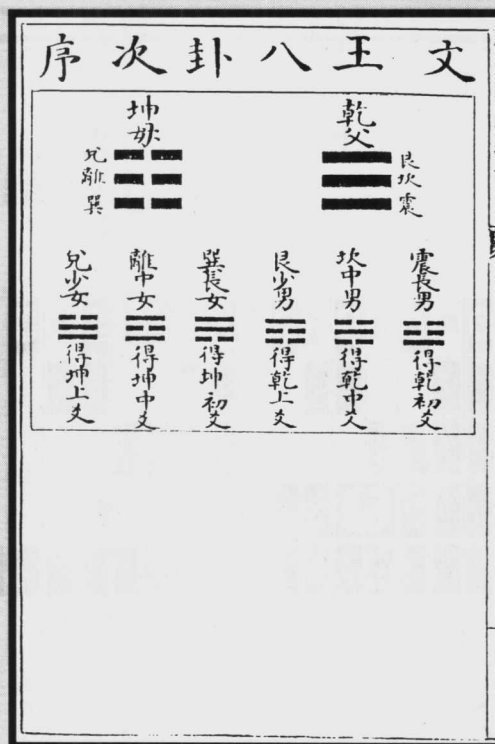 文王八卦次序
乾父
艮
坎
震
坤母
兌
離
巽
震長男
得乾初爻
坎中男
得乾中爻
艮少男
得乾上爻
巽長女
得坤初爻
離中女
得坤中爻
兌少女
得坤上爻